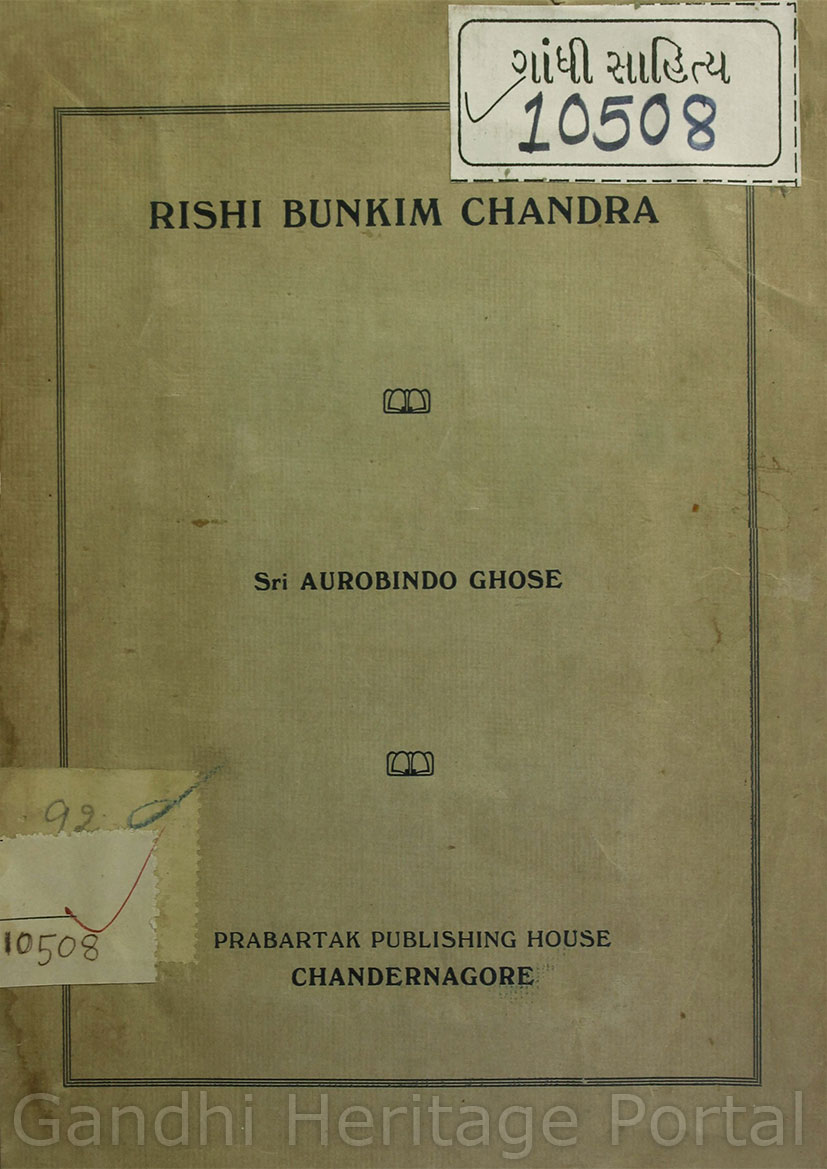 ગાંધી સાહિત્ય
10508
RISHI BUNKIM CHANDRA
Sri AUROBINDO GHOSE
92
10508
PRABARTAK PUBLISHING HOUSE
CHANDERNAGORE
Gandhi Heritage Portal